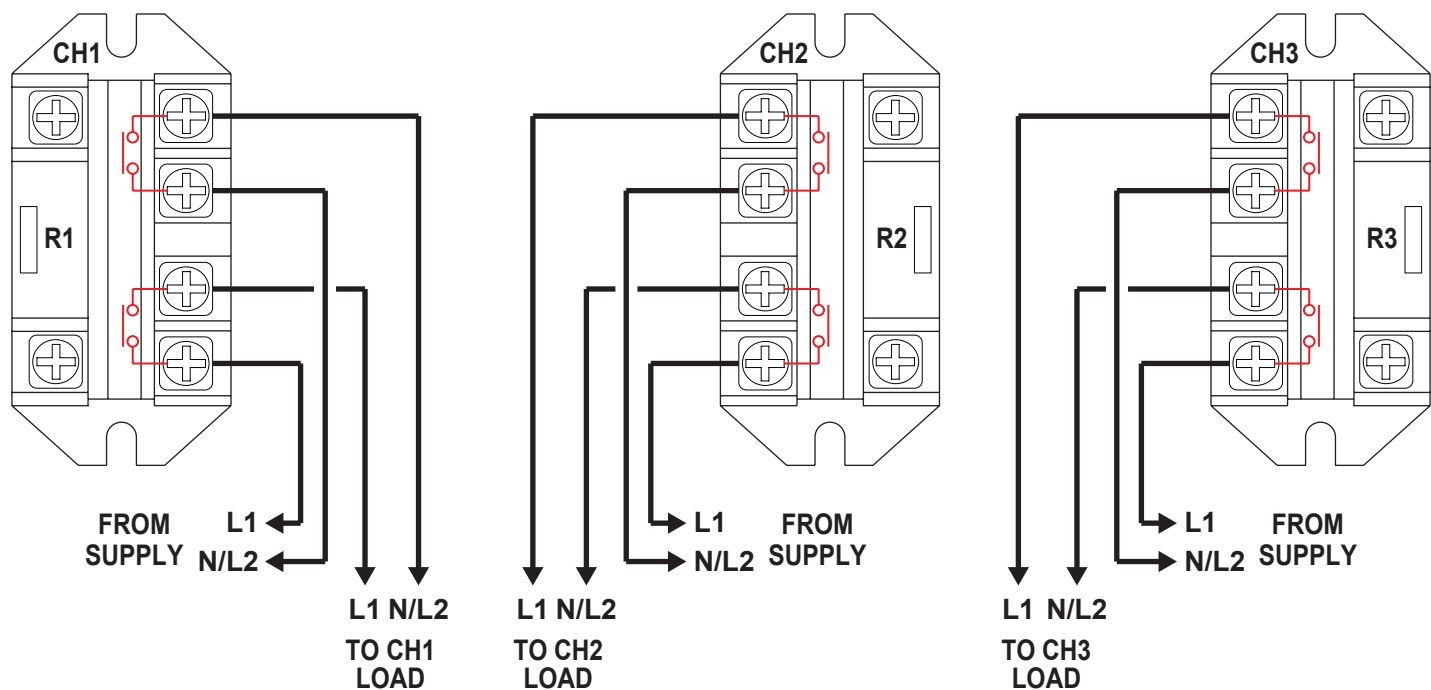 CH1
R1
FROM
SUPPLY
L1
N/L2
L1 N/L2
TO CH1
LOAD
CH2
R2
L1
N/L2
FROM
SUPPLY
L1 N/L2
TO CH2
LOAD
CH3
R3
L1
N/L2
FROM
SUPPLY
L1 N/L2
TO CH3
LOAD